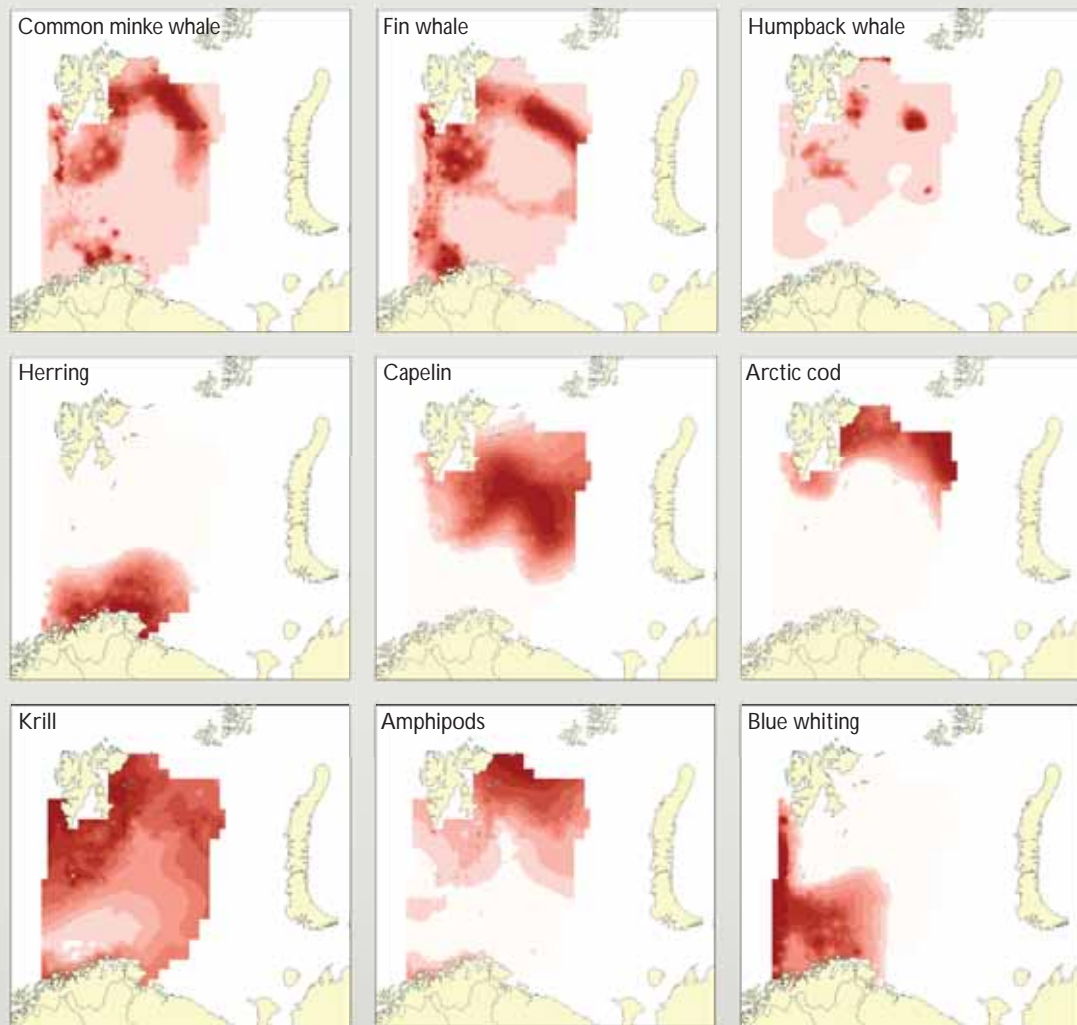 Common minke whale
Fin whale
Humpback whale
Herring
Capelin
Arctic cod
Krill
Amphipods
Blue whiting